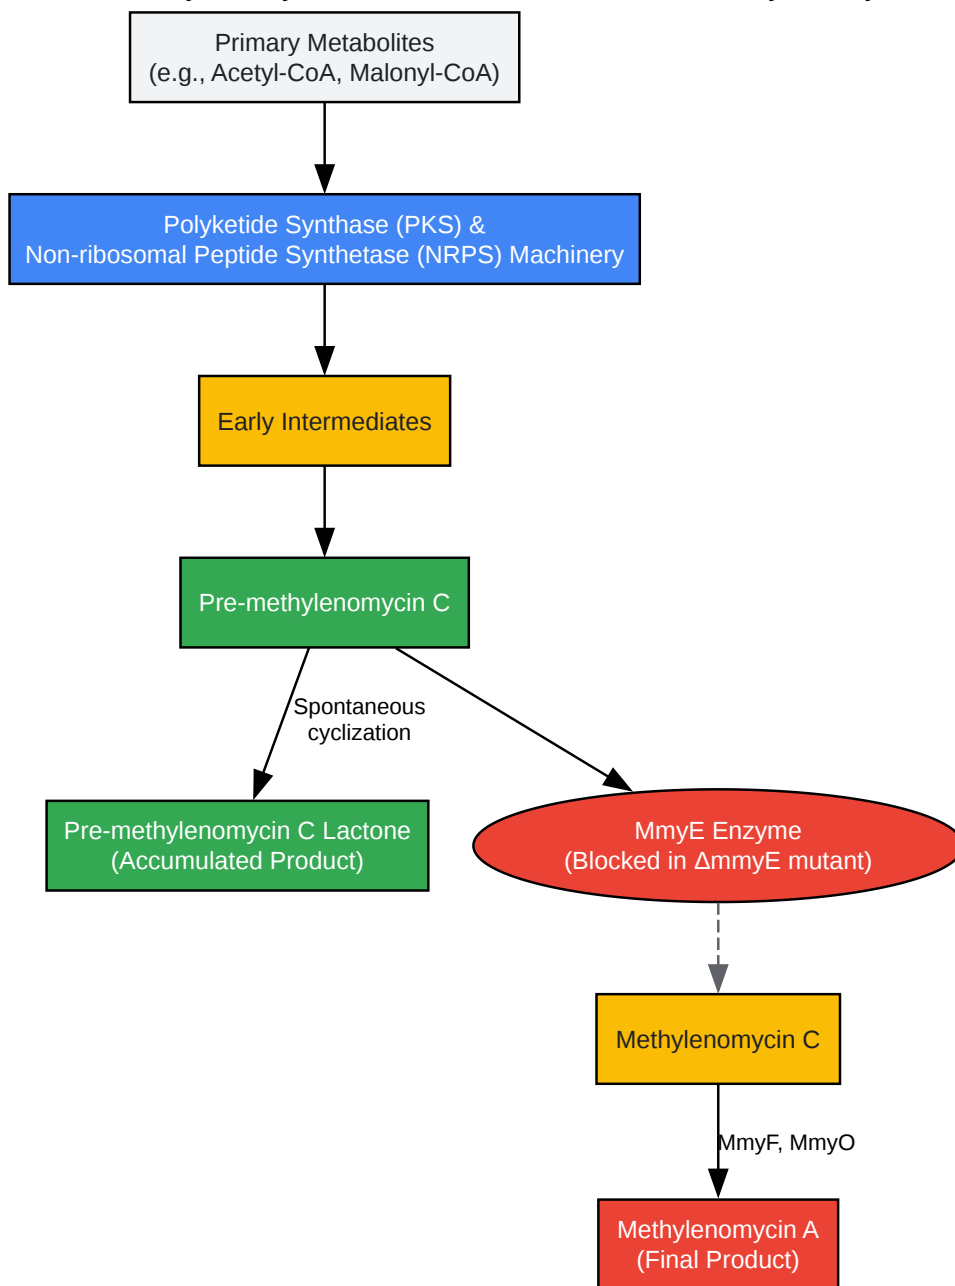 Primary Metabolites
(e.g., Acetyl-CoA, Malonyl-CoA)
Polyketide Synthase (PKS) &
Non-ribosomal Peptide Synthetase (NRPS) Machinery
Early Intermediates
Pre-methylenomycin C
Spontaneous
cyclization
Pre-methylenomycin C Lactone
(Accumulated Product)
MmyE Enzyme
(Blocked in ΔmmyE mutant)
Methylenomycin C
MmyF, MmyO
Methylenomycin A
(Final Product)